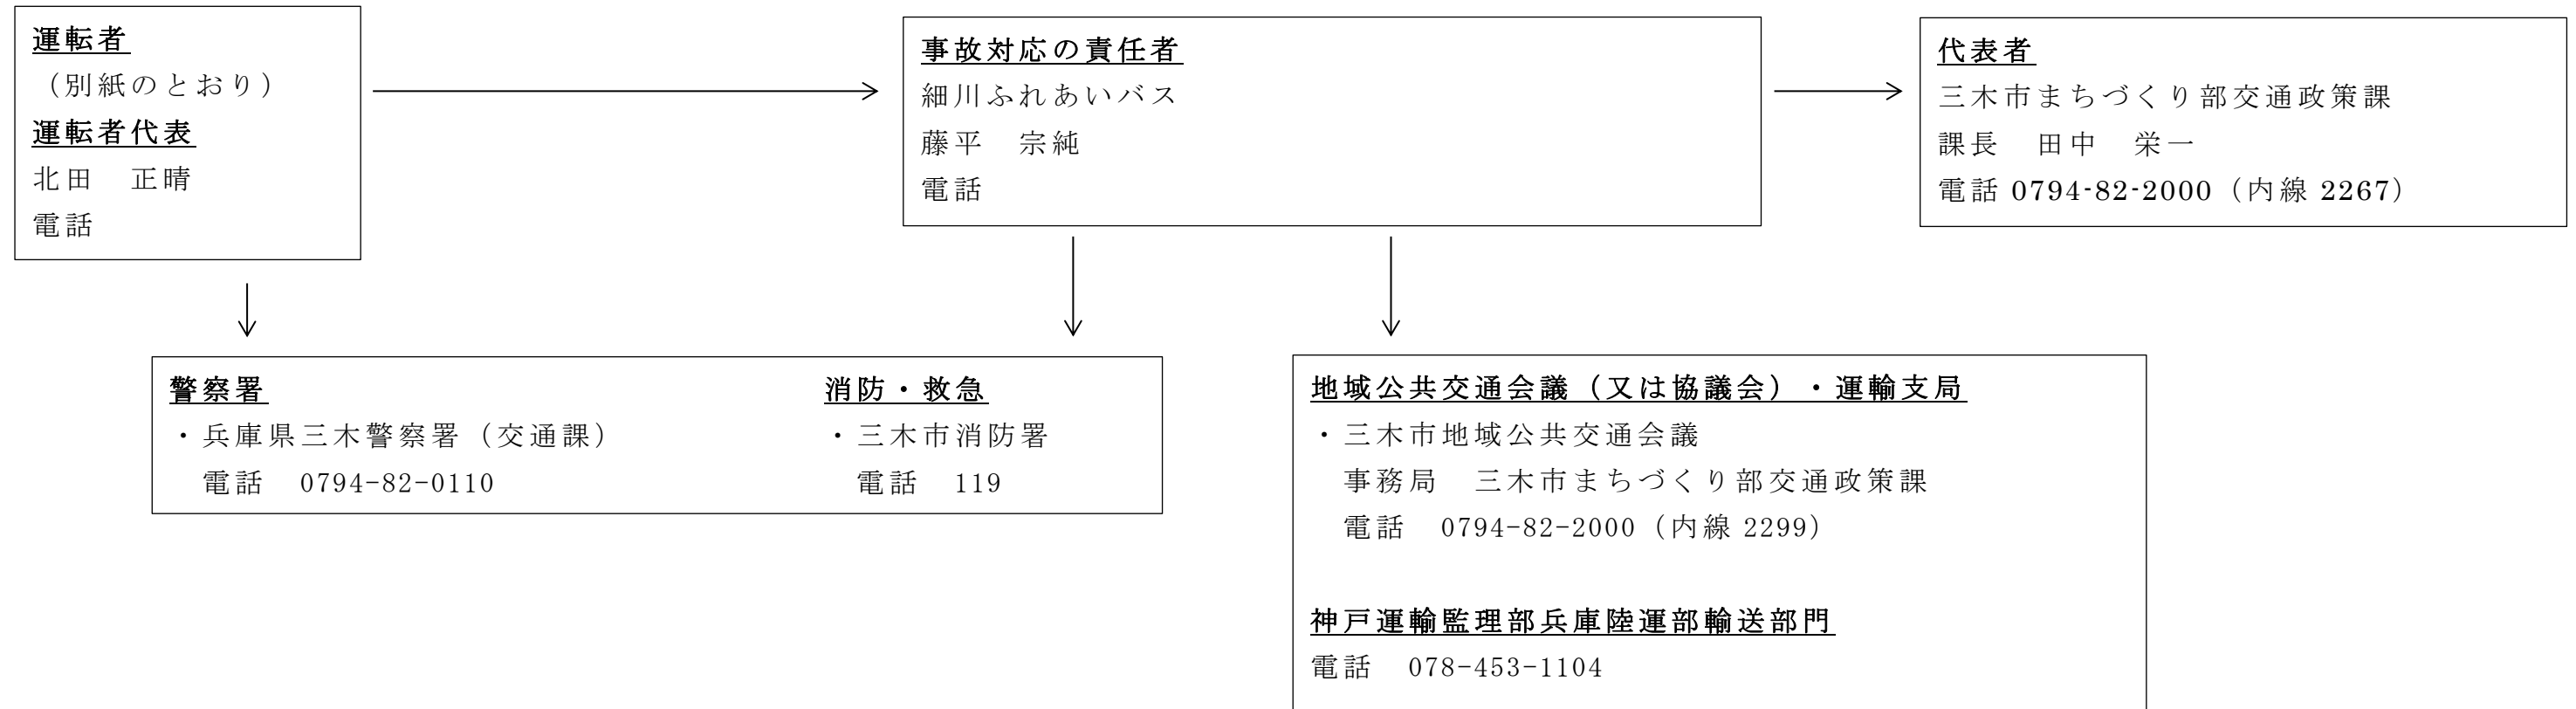 運転者
（別紙のとおり）
運転者代表
北田　正晴
電話
事故対応の責任者
細川ふれあいバス
藤平　宗純
電話
代表者
三木市まちづくり部交通政策課
課長　田中　栄一
電話 0794-82-2000（内線 2267）
警察署
・兵庫県三木警察署（交通課）
電話　0794-82-0110
消防・救急
・三木市消防署
電話　119
地域公共交通会議（又は協議会）・運輸支局
・三木市地域公共交通会議
事務局　三木市まちづくり部交通政策課
電話　0794-82-2000（内線 2299）
神戸運輸監理部兵庫陸運部輸送部門
電話　078-453-1104